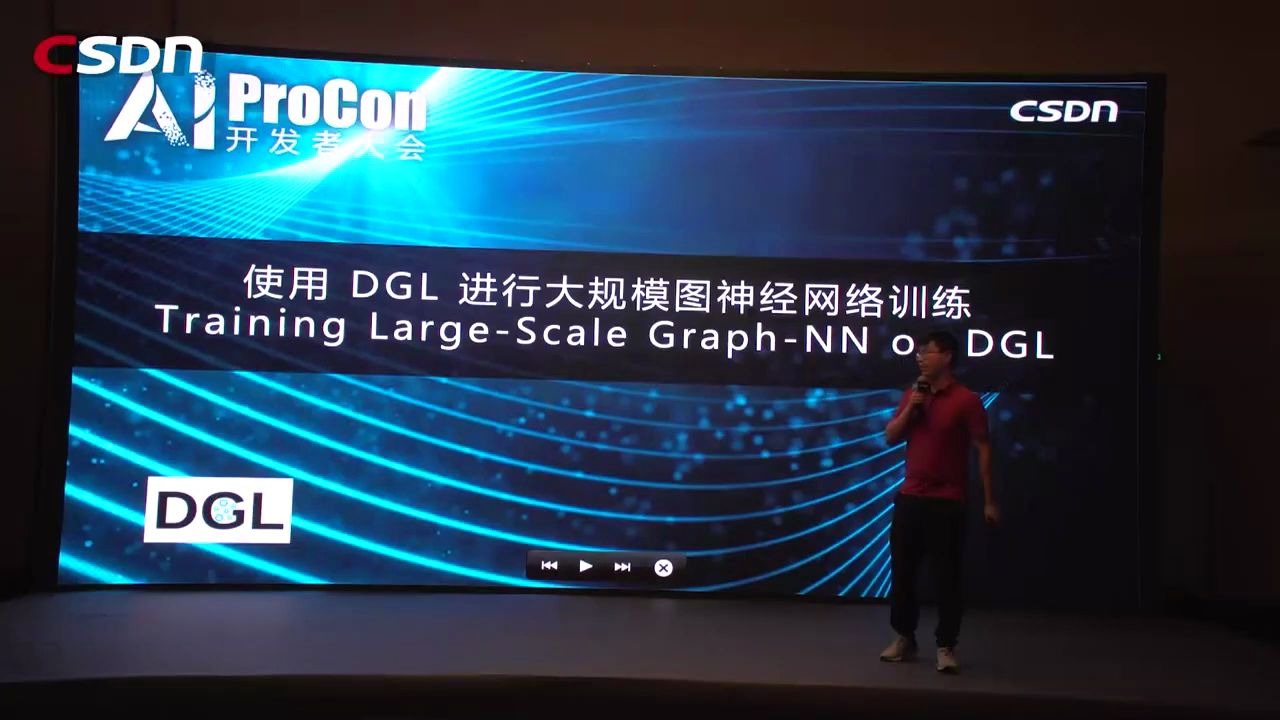 CSDN
AI ProCon
开发者大会
CSDN
使用 DGL 进行大规模图神经网络训练
Training Large-Scale Graph-NN o DGL
DGL